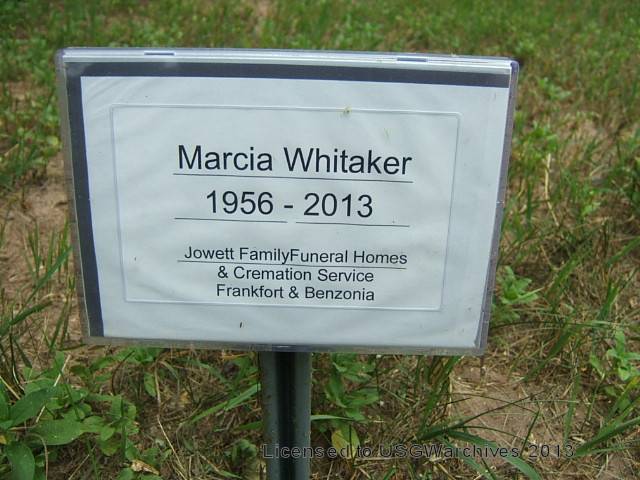 Marcia Whitaker
1956 - 2013
Jowett FamilyFuneral Homes
& Cremation Service
Frankfort & Benzonia
Licensed to USGWarchives 2013